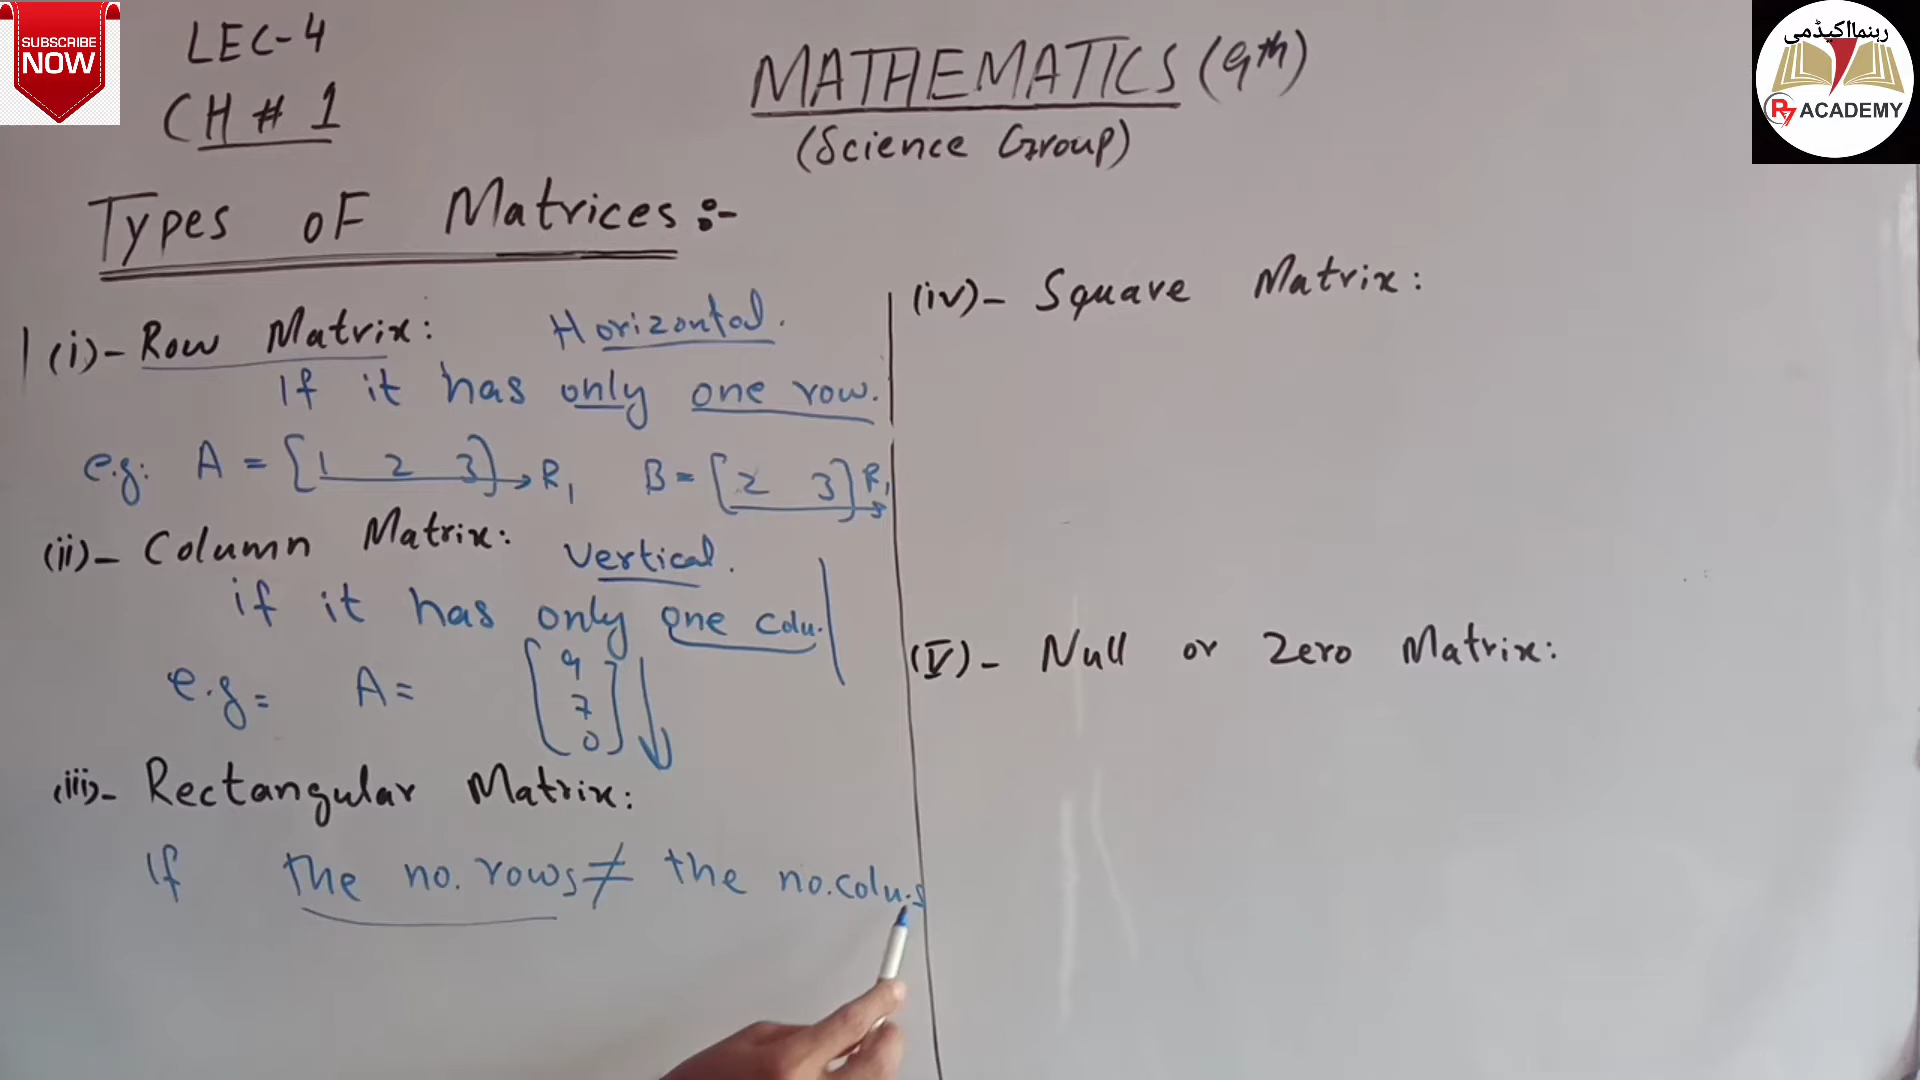 SUBSCRIBE
NOW
LEC-4
CH # 1
MATHEMATICS (9th)
(Science Group)
رہنما اکیڈمی
R7 ACADEMY
Types of Matrices :-
(i)- Row Matrix: Horizontal.
If it has only one row.
e.g: A = [1 2 3] → R1 B = [2 3] R1
(ii)- Column Matrix: Vertical.
if it has only one colu.
e.g = A = [9
7
0]
(iii)- Rectangular Matrix:
If the no. rows ≠ the no. colu.s
(iv)- Square Matrix:
(V)- Null or Zero Matrix: